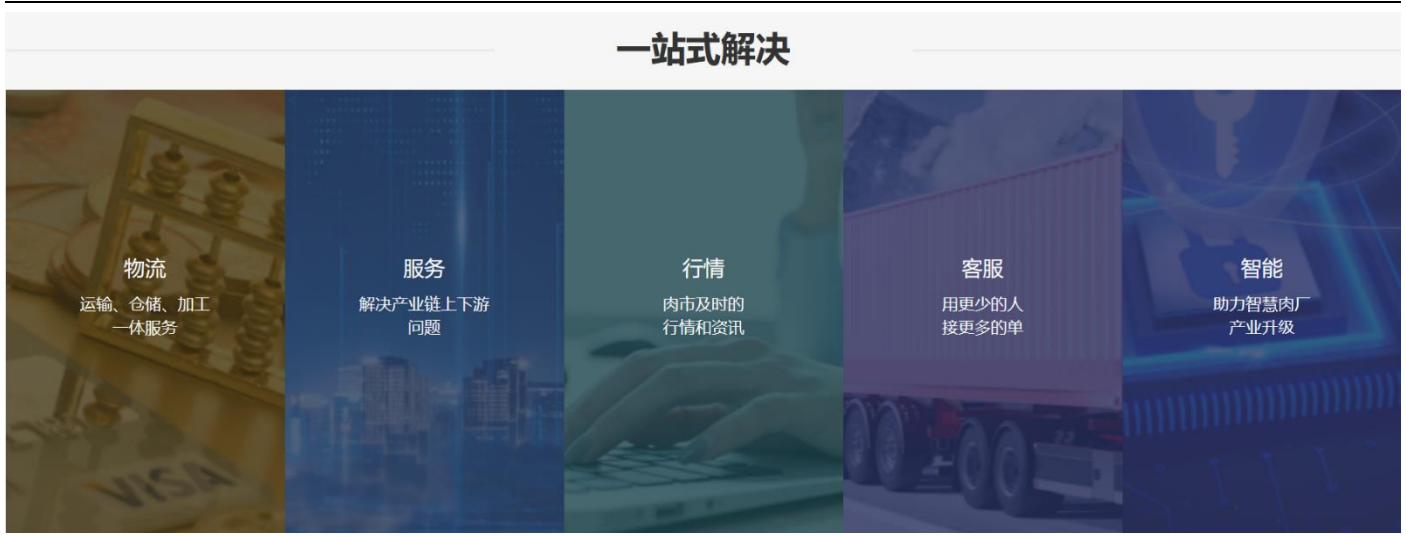 一站式解决
物流
运输、仓储、加工
一体服务
服务
解决产业链上下游
问题
行情
肉市及时的
行情和资讯
客服
用更少的人
接更多的单
智能
助力智慧肉厂
产业升级
VISA